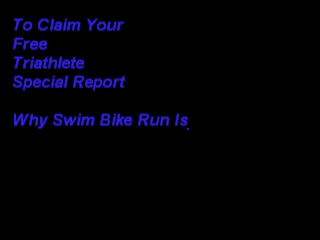 To Claim Your
Free
Triathlete
Special Report
Why Swim Bike Run Is